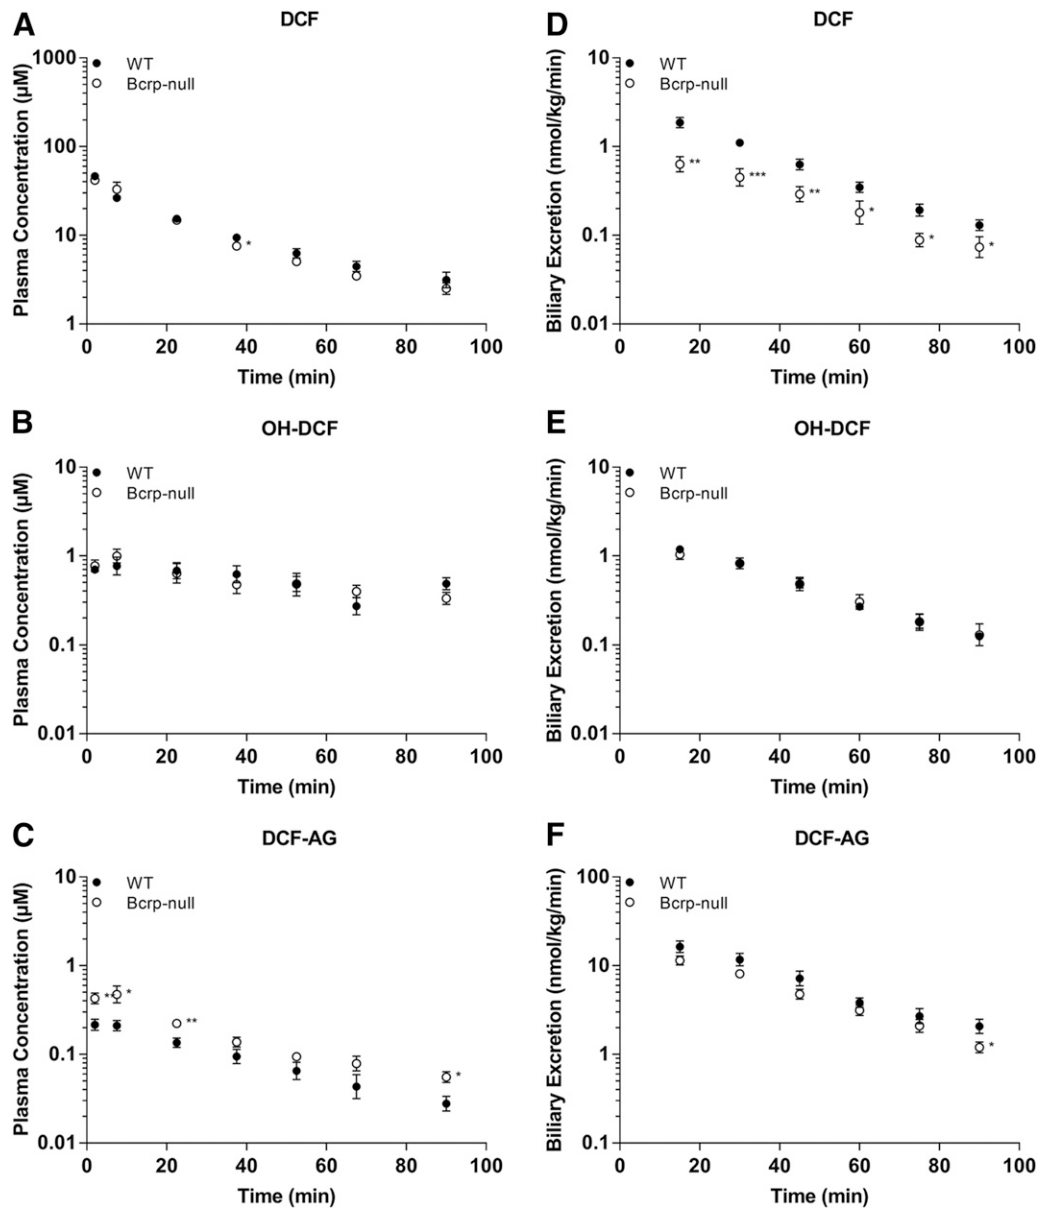 A
DCF
WT
Bcrp-null
Plasma Concentration (µM)
1000
100
10
1
*
0 20 40 60 80 100
Time (min)
D
DCF
WT
Bcrp-null
Biliary Excretion (nmol/kg/min)
10
1
0.1
0.01
** *** ** * * *
0 20 40 60 80 100
Time (min)
B
OH-DCF
WT
Bcrp-null
Plasma Concentration (µM)
10
1
0.1
0.01
0 20 40 60 80 100
Time (min)
E
OH-DCF
WT
Bcrp-null
Biliary Excretion (nmol/kg/min)
10
1
0.1
0.01
0 20 40 60 80 100
Time (min)
C
DCF-AG
WT
Bcrp-null
Plasma Concentration (µM)
10
1
0.1
0.01
* ** *
0 20 40 60 80 100
Time (min)
F
DCF-AG
WT
Bcrp-null
Biliary Excretion (nmol/kg/min)
100
10
1
0.1
*
0 20 40 60 80 100
Time (min)